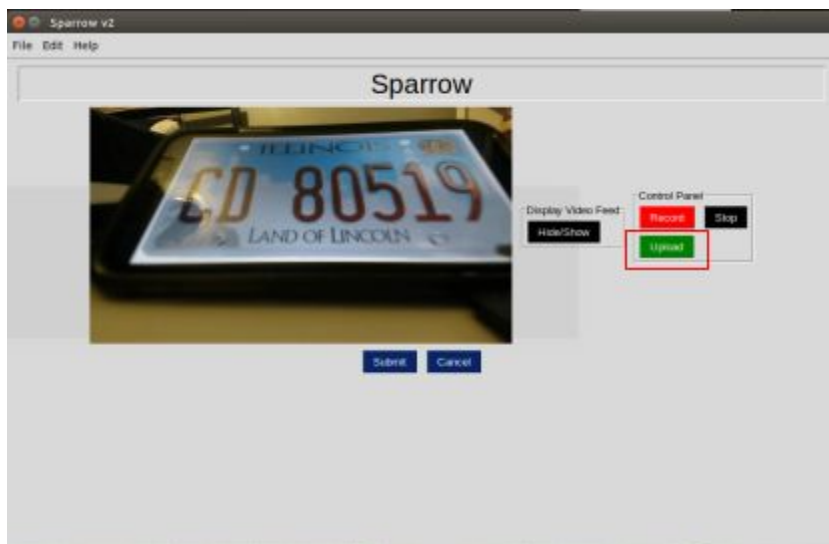 Sparrow v2
File Edit Help
Sparrow
ILLINOIS
CD 80519
LAND OF LINCOLN
Display Video Feed
Hide/Show
Control Panel
Record Stop
Upload
Submit Cancel